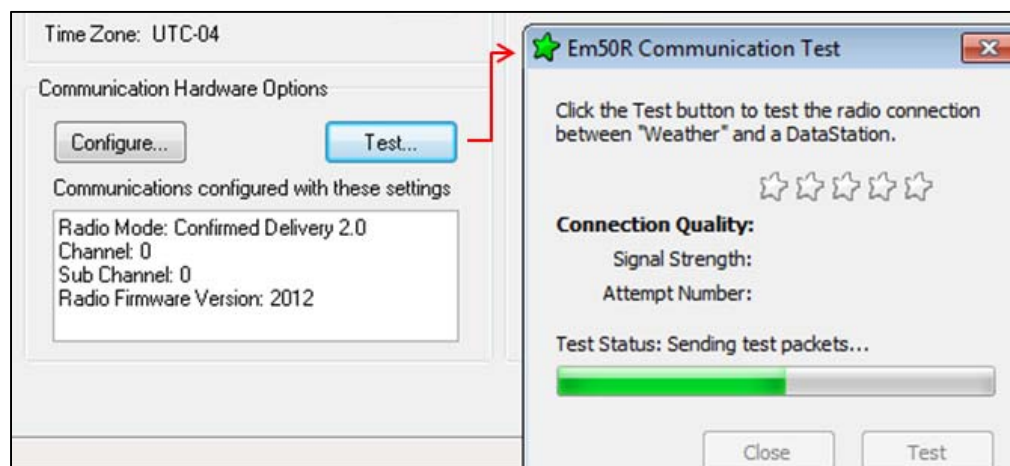 Time Zone: UTC-04
Communication Hardware Options
Configure...
Test...
Communications configured with these settings
Radio Mode: Confirmed Delivery 2.0
Channel: 0
Sub Channel: 0
Radio Firmware Version: 2012
Em50R Communication Test
Click the Test button to test the radio connection
between "Weather" and a DataStation.
Connection Quality:
Signal Strength:
Attempt Number:
Test Status: Sending test packets...
Close
Test